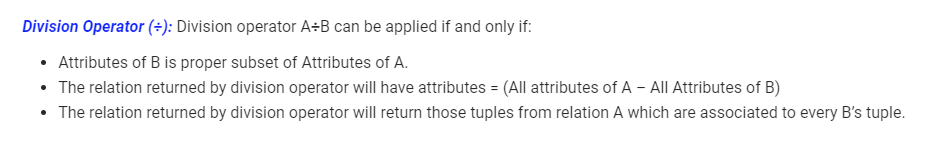 Division Operator (÷): Division operator A÷B can be applied if and only if:
• Attributes of B is proper subset of Attributes of A.
• The relation returned by division operator will have attributes = (All attributes of A – All Attributes of B)
• The relation returned by division operator will return those tuples from relation A which are associated to every B's tuple.